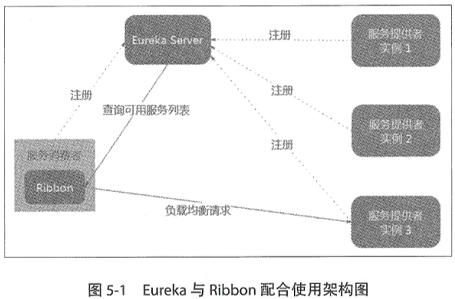 Eureka Server
注册
服务提供者
实例 1
注册
查询可用服务列表
注册
服务提供者
实例 2
注册
服务消费者
Ribbon
负载均衡请求
服务提供者
实例 3
图 5-1 Eureka 与 Ribbon 配合使用架构图